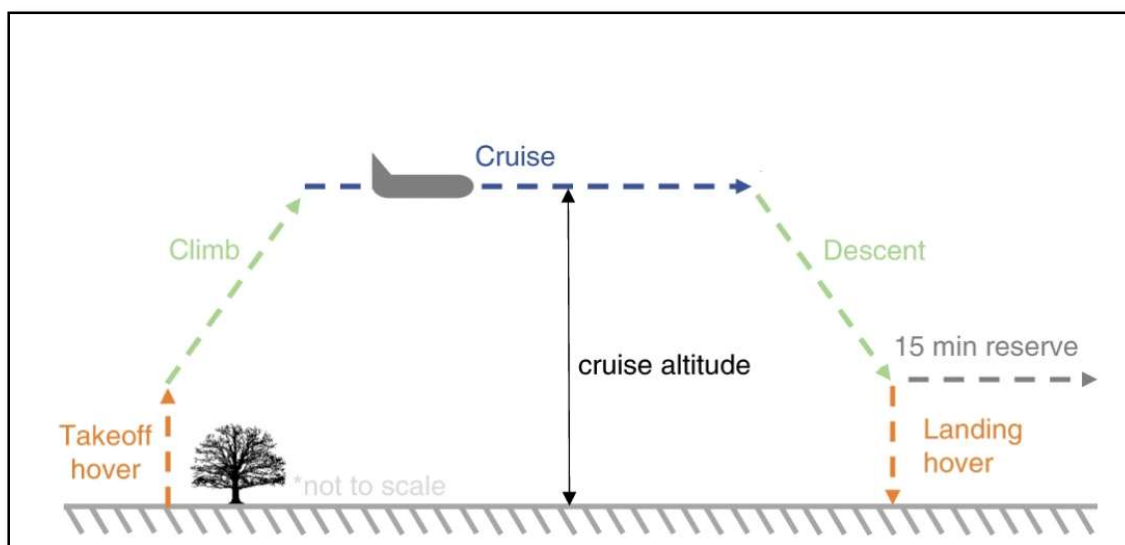 Cruise
Climb
Descent
15 min reserve
cruise altitude
Takeoff
hover
Landing
hover
*not to scale